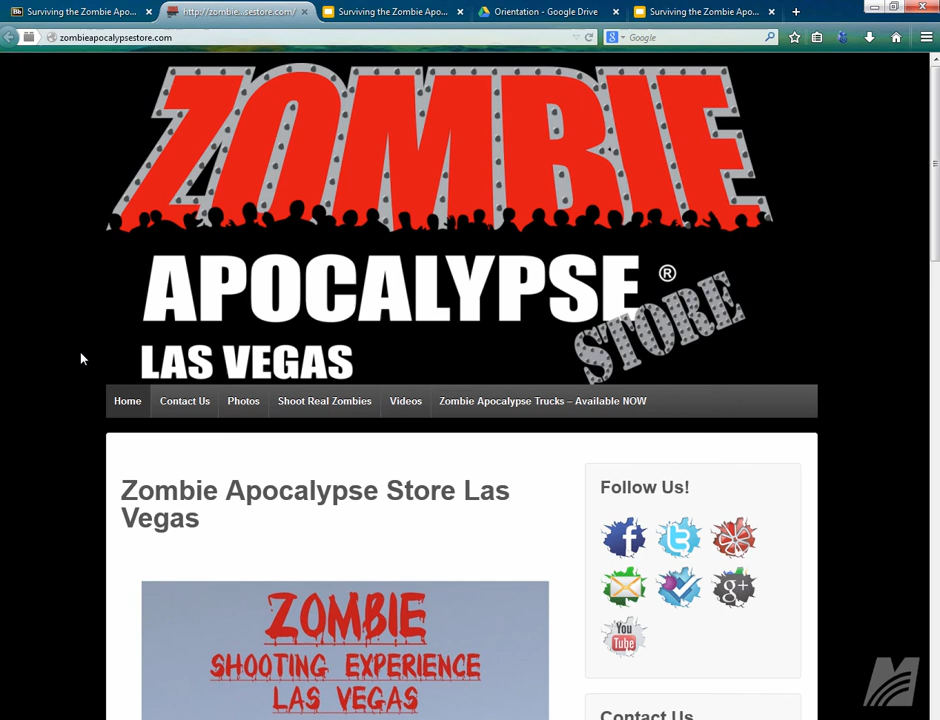 Surviving the Zombie Apo...
http://zombie...sestore.com/
Surviving the Zombie Apo...
Orientation - Google Drive
Surviving the Zombie Apo...
zombieapocalypsestore.com
Google
ZOMBIE
APOCALYPSE ®
STORE
LAS VEGAS
Home
Contact Us
Photos
Shoot Real Zombies
Videos
Zombie Apocalypse Trucks – Available NOW
Zombie Apocalypse Store Las
Vegas
ZOMBIE
SHOOTING EXPERIENCE
LAS VEGAS
Follow Us!
You
Tube
Contact Us